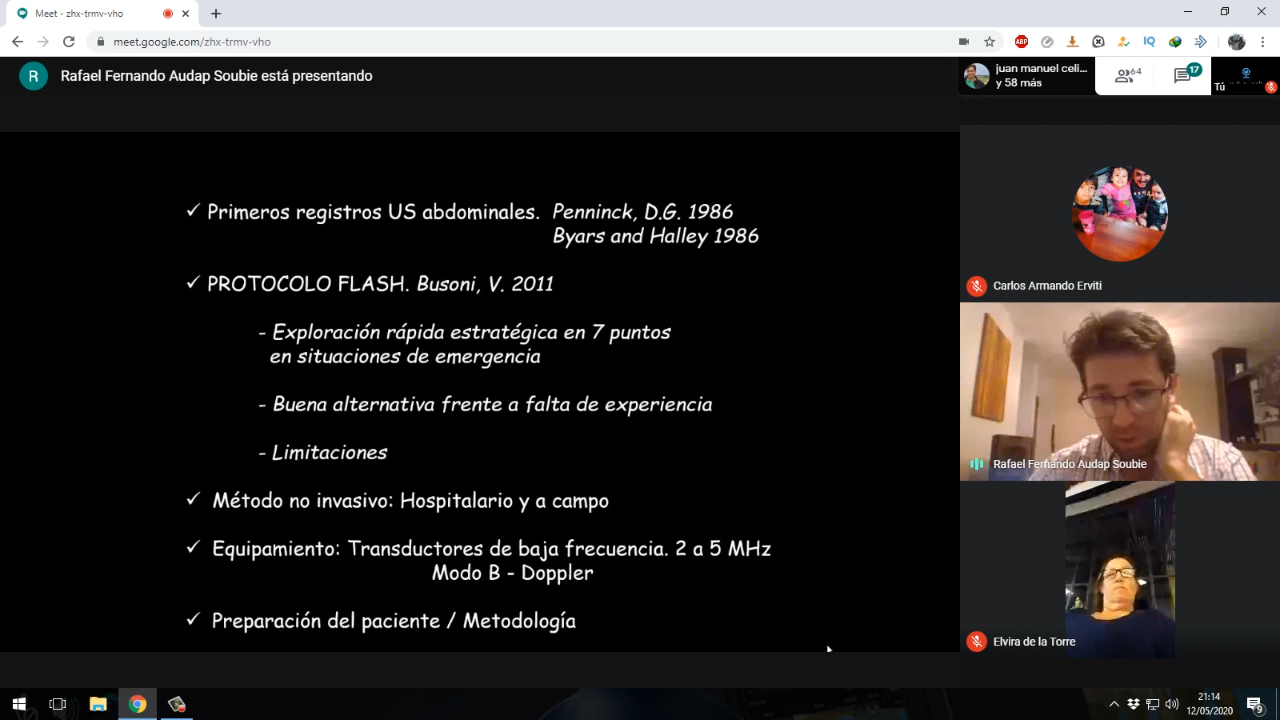 Meet - zhx-trmv-vho
meet.google.com/zhx-trmv-vho
ABP
IQ
R
Rafael Fernando Audap Soubie está presentando
juan manuel celi...
y 58 más
64
17
Tú
✓ Primeros registros US abdominales. Penninck, D.G. 1986
Byars and Halley 1986
✓ PROTOCOLO FLASH. Busoni, V. 2011
- Exploración rápida estratégica en 7 puntos
en situaciones de emergencia
- Buena alternativa frente a falta de experiencia
- Limitaciones
✓ Método no invasivo: Hospitalario y a campo
✓ Equipamiento: Transductores de baja frecuencia. 2 a 5 MHz
Modo B - Doppler
✓ Preparación del paciente / Metodología
Carlos Armando Erviti
Rafael Fernando Audap Soubie
Elvira de la Torre
21:14
12/05/2020
9